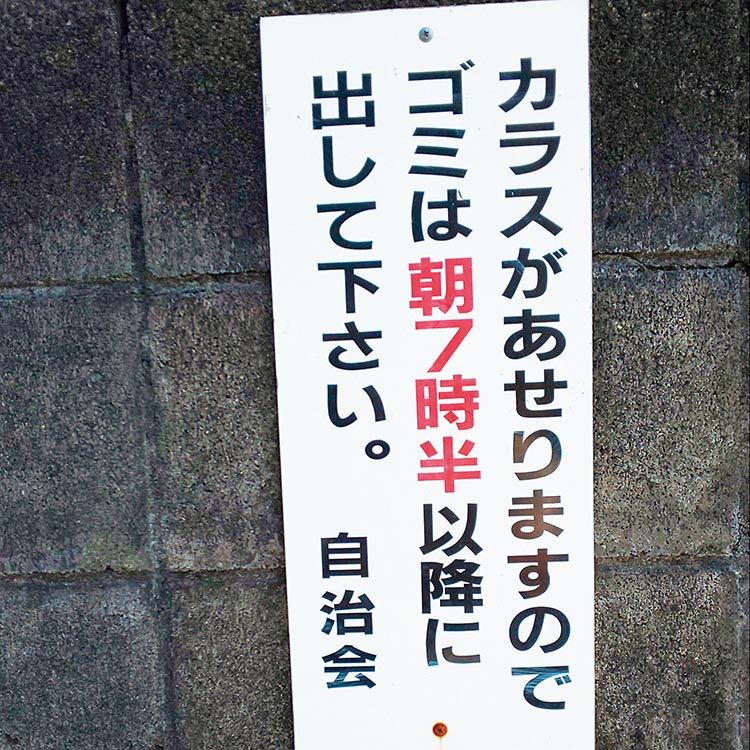 カラスがあせりますので
ゴミは朝7時半以降に
出して下さい。
自治会